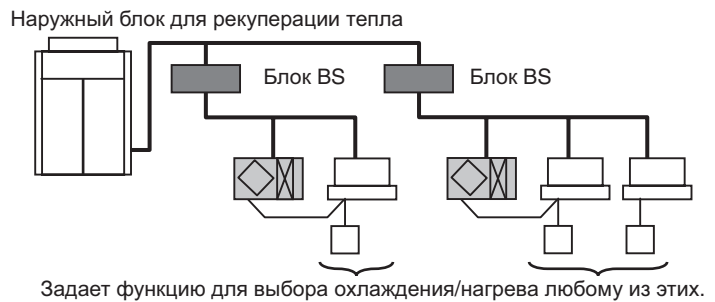 Наружный блок для рекуперации тепла
Блок BS
Блок BS
Задает функцию для выбора охлаждения/нагрева любому из этих.